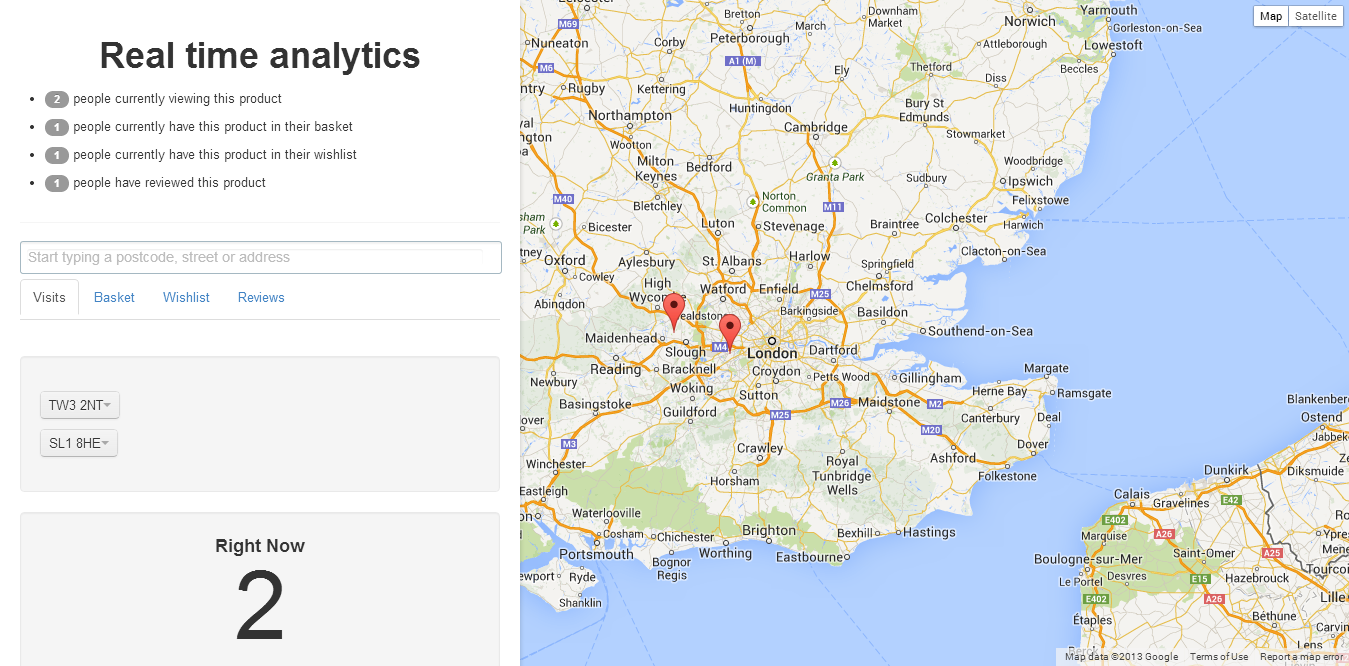 Real time analytics
2 people currently viewing this product
1 people currently have this product in their basket
1 people currently have this product in their wishlist
1 people have reviewed this product
Start typing a postcode, street or address
Visits Basket Wishlist Reviews
TW3 2NT
SL1 8HE
Right Now
2
Map Satellite
M69
Bretton
March
Downham
Market
Yarmouth
Norwich
Gorleston-on-Sea
Nuneaton
Corby
Peterborough
Attleborough
Lowestoft
M6
A1 (M)
Ely
Thetford
Diss
Beccles
Rugby
Kettering
Huntingdon
Bury St
Edmunds
Northampton
Cambridge
Stowmarket
Wootton
Milton
Keynes
Bedford
Granta Park
Woodbridge
Sudbury
Ipswich
M40
Bletchley
Norton
Common
M11
Felixstowe
Bicester
Luton
Stevenage
Braintree
Colchester
Harwich
Oxford
Aylesbury
St. Albans
Harlow
Springfield
Clacton-on-Sea
Cowley
High
Wycombe
Watford
Enfield
M25
Chelmsford
Abingdon
Wealdstone
Barkingside
Basildon
Southend-on-Sea
Maidenhead
Slough
M4
London
Dartford
Reading
Bracknell
Croydon
Petts Wood
Gillingham
Margate
Ramsgate
Herne Bay
Newbury
Woking
Sutton
M26
Maidstone
M2
Canterbury
Deal
Basingstoke
Guildford
M25
M20
Dover
Blankenberge
Ostend
Jabbeke
M3
Crawley
Ashford
Winchester
Horsham
Royal
Tunbridge
Wells
Folkestone
Dunkirk
Diksmuide
Eastleigh
Calais
Gravelines
E42
Waterlooville
E402
Cosham
Chichester
Brighton
Bexhill
Hastings
Marquise
A26
Portsmouth
Worthing
Eastbourne
Saint-Omer
A25
Bognor
Regis
Boulogne-sur-Mer
Ryde
Le Portel
Desvres
E15
Hazebrouck
Shanklin
E402
A26
Lille
Étaples
Béthune
Map data ©2013 Google Terms of Use Report a map error